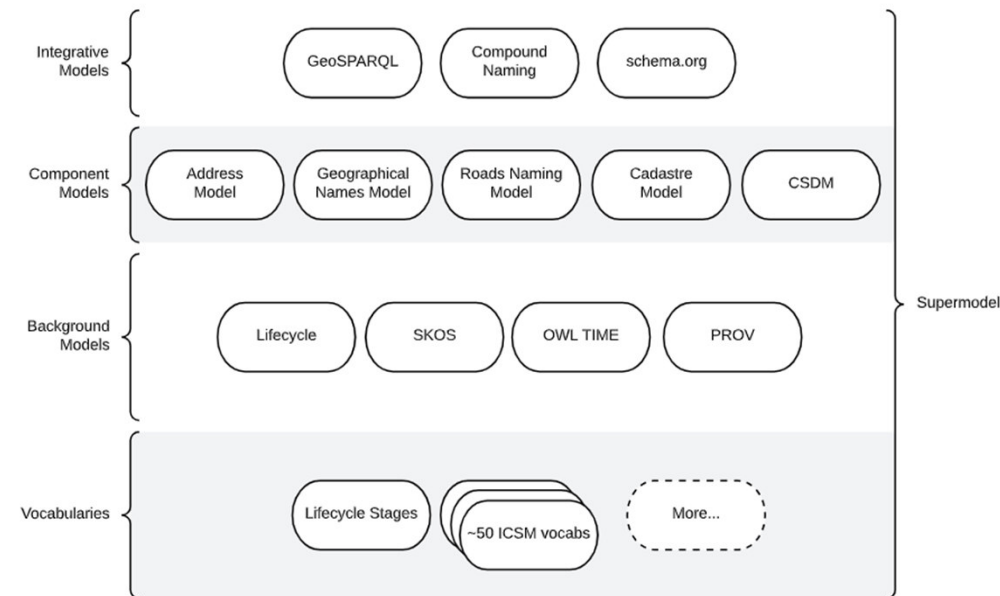 Integrative
Models
GeoSPARQL
Compound
Naming
schema.org
Component
Models
Address
Model
Geographical
Names Model
Roads Naming
Model
Cadastre
Model
CSDM
Supermodel
Background
Models
Lifecycle
SKOS
OWL TIME
PROV
Vocabularies
Lifecycle Stages
~50 ICSM vocabs
More...